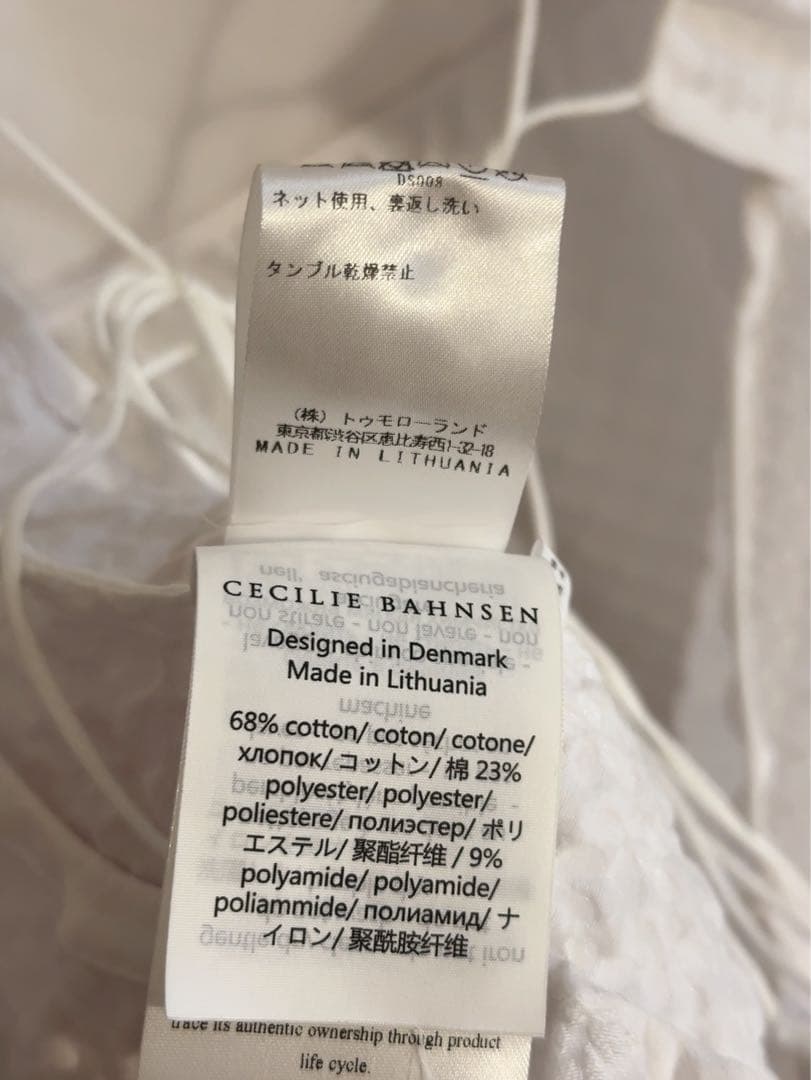 DS008
ネット使用、裏返し洗い
タンブル乾燥禁止
(株) トゥモローランド
東京都渋谷区恵比寿西1-32-18
MADE IN LITHUANIA
CECILIE BAHNSEN
Designed in Denmark
Made in Lithuania
68% cotton/ coton/ cotone/
хлопок/ コットン/ 棉 23%
polyester/ polyester/
poliestere/ полиэстер/ ポリ
エステル/ 聚酯纤维 / 9%
polyamide/ polyamide/
poliammide/ полиамид/ ナ
イロン/ 聚酰胺纤维
trace its authentic ownership through product
life cycle.